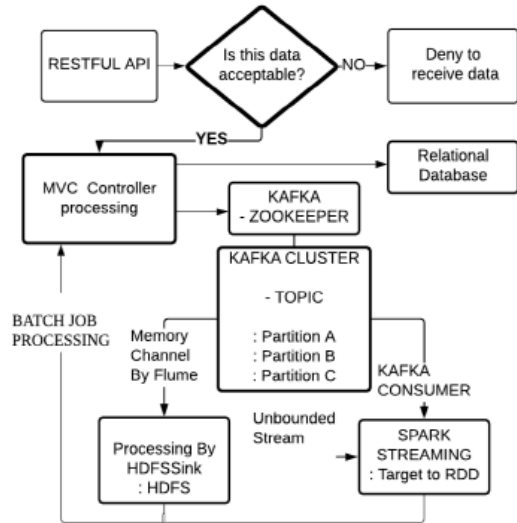 RESTFUL API
Is this data
acceptable?
NO
Deny to
receive data
YES
MVC Controller
processing
Relational
Database
KAFKA
- ZOOKEEPER
KAFKA CLUSTER
- TOPIC
: Partition A
: Partition B
: Partition C
BATCH JOB
PROCESSING
Memory
Channel
By Flume
KAFKA
CONSUMER
Unbounded
Stream
Processing By
HDFSSink
: HDFS
SPARK
STREAMING
: Target to RDD